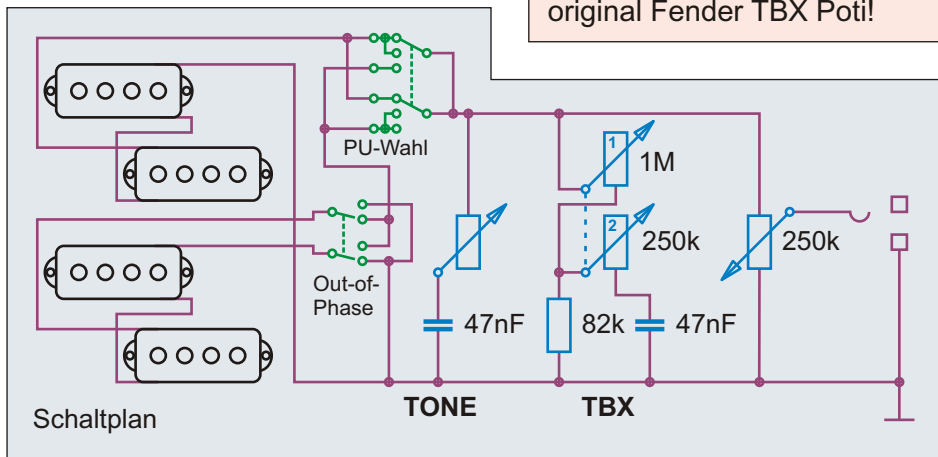 original Fender TBX Poti!
PU-Wahl
1
1M
2
250k
250k
Out-of-
Phase
47nF
82k
47nF
TONE
TBX
Schaltplan